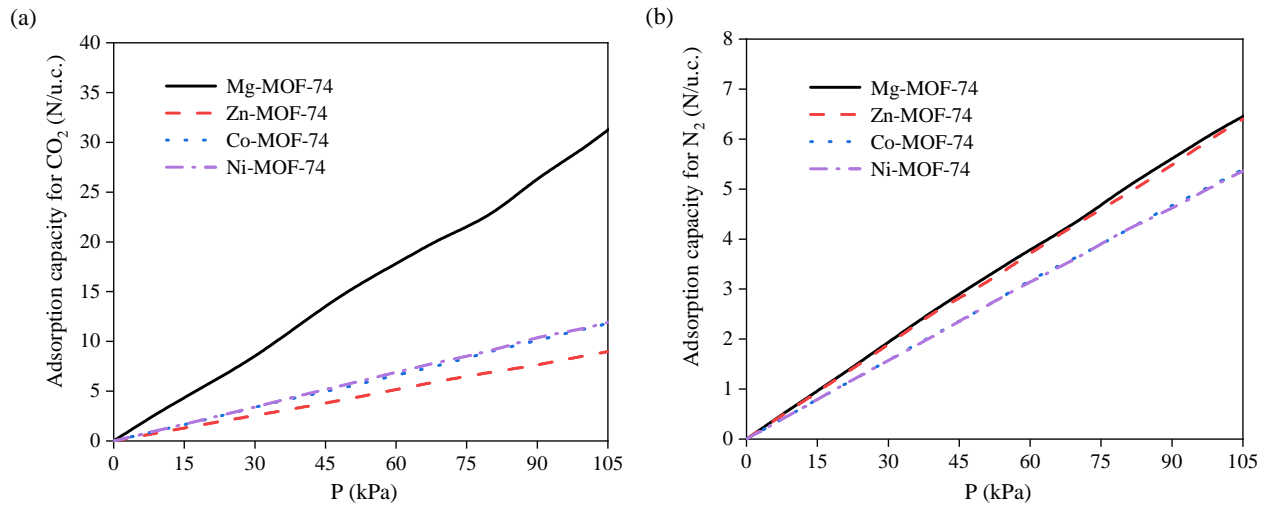 (a)
Adsorption capacity for CO₂ (N/u.c.)
40
35
30
25
20
15
10
5
0
Mg-MOF-74
Zn-MOF-74
Co-MOF-74
Ni-MOF-74
0 15 30 45 60 75 90 105
P (kPa)
(b)
Adsorption capacity for N₂ (N/u.c.)
8
7
6
5
4
3
2
1
0
Mg-MOF-74
Zn-MOF-74
Co-MOF-74
Ni-MOF-74
0 15 30 45 60 75 90 105
P (kPa)